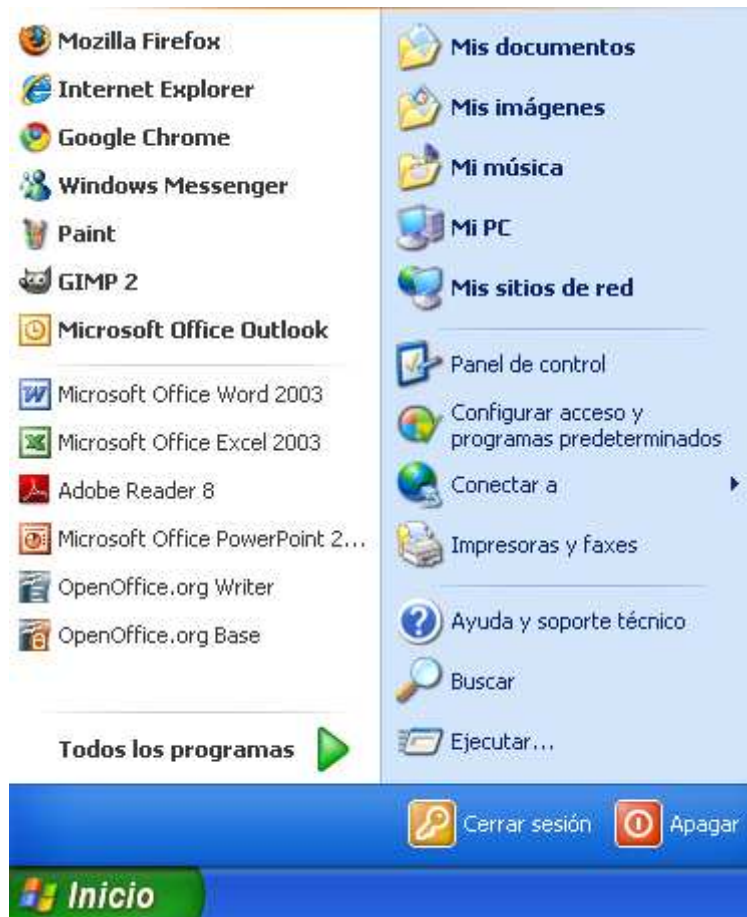 Mozilla Firefox
Internet Explorer
Google Chrome
Windows Messenger
Paint
GIMP 2
Microsoft Office Outlook
Microsoft Office Word 2003
Microsoft Office Excel 2003
Adobe Reader 8
Microsoft Office PowerPoint 2...
OpenOffice.org Writer
OpenOffice.org Base
Todos los programas
Mis documentos
Mis imágenes
Mi música
Mi PC
Mis sitios de red
Panel de control
Configurar acceso y
programas predeterminados
Conectar a
Impresoras y faxes
Ayuda y soporte técnico
Buscar
Ejecutar...
Cerrar sesión
Apagar
Inicio